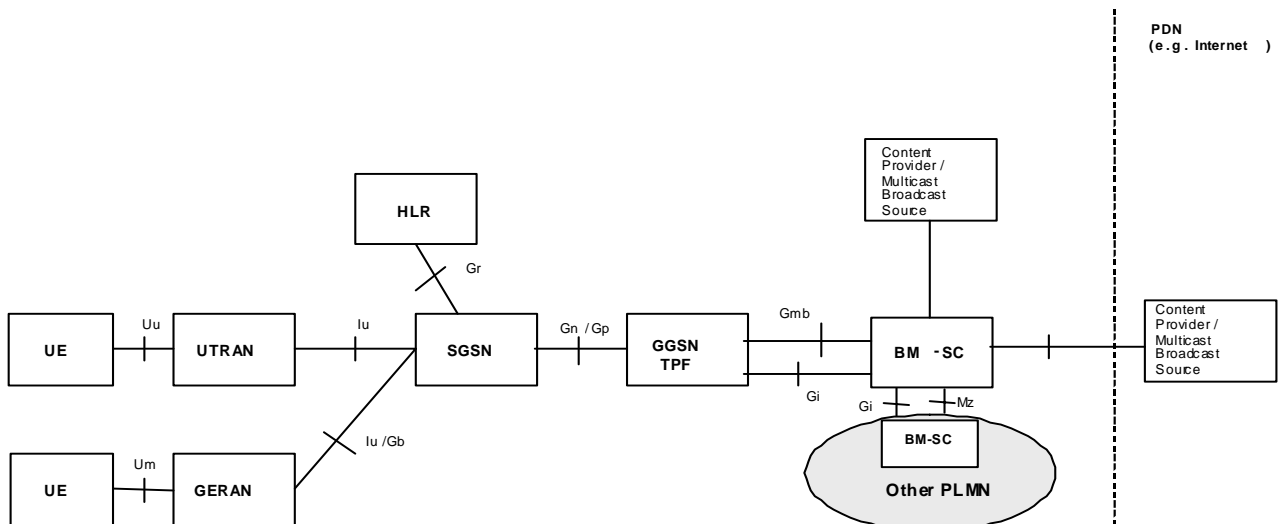 PDN
(e.g. Internet )
Content
Provider /
Multicast
Broadcast
Source
HLR
Gr
Uu
Iu
Gn / Gp
Gmb
UE
UTRAN
SGSN
GGSN
TPF
BM -SC
Content
Provider /
Multicast
Broadcast
Source
Gi
Gi
Mz
Iu /Gb
BM-SC
Um
UE
GERAN
Other PLMN